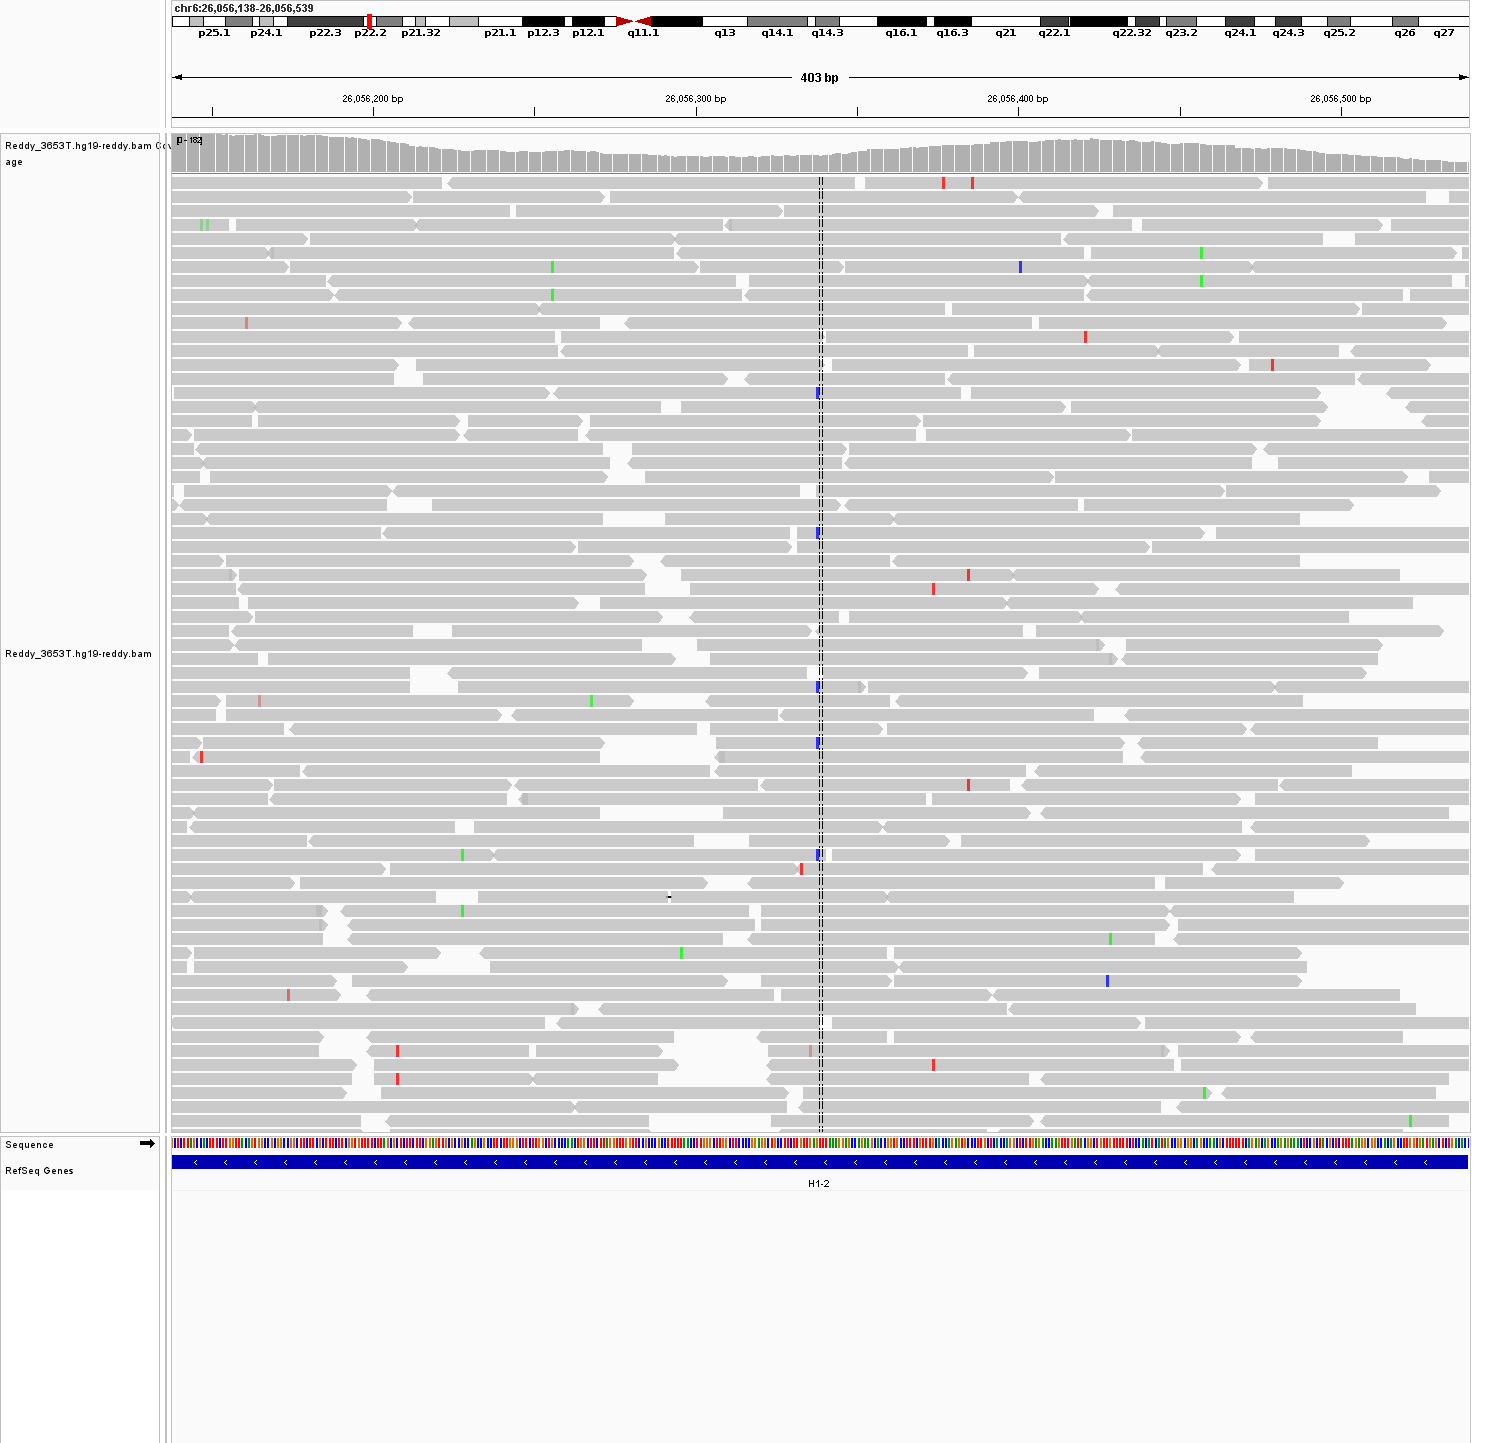 chr6:26,056,138-26,056,539
p25.1 p24.1 p22.3 p22.2 p21.32 p21.1 p12.3 p12.1 q11.1 q13 q14.1 q14.3 q16.1 q16.3 q21 q22.1 q22.32 q23.2 q24.1 q24.3 q25.2 q26 q27
403 bp
26,056,200 bp 26,056,300 bp 26,056,400 bp 26,056,500 bp
Reddy_3653T.hg19-reddy.bam Cov
age
[0 - 182]
Reddy_3653T.hg19-reddy.bam
Sequence
RefSeq Genes
H1-2